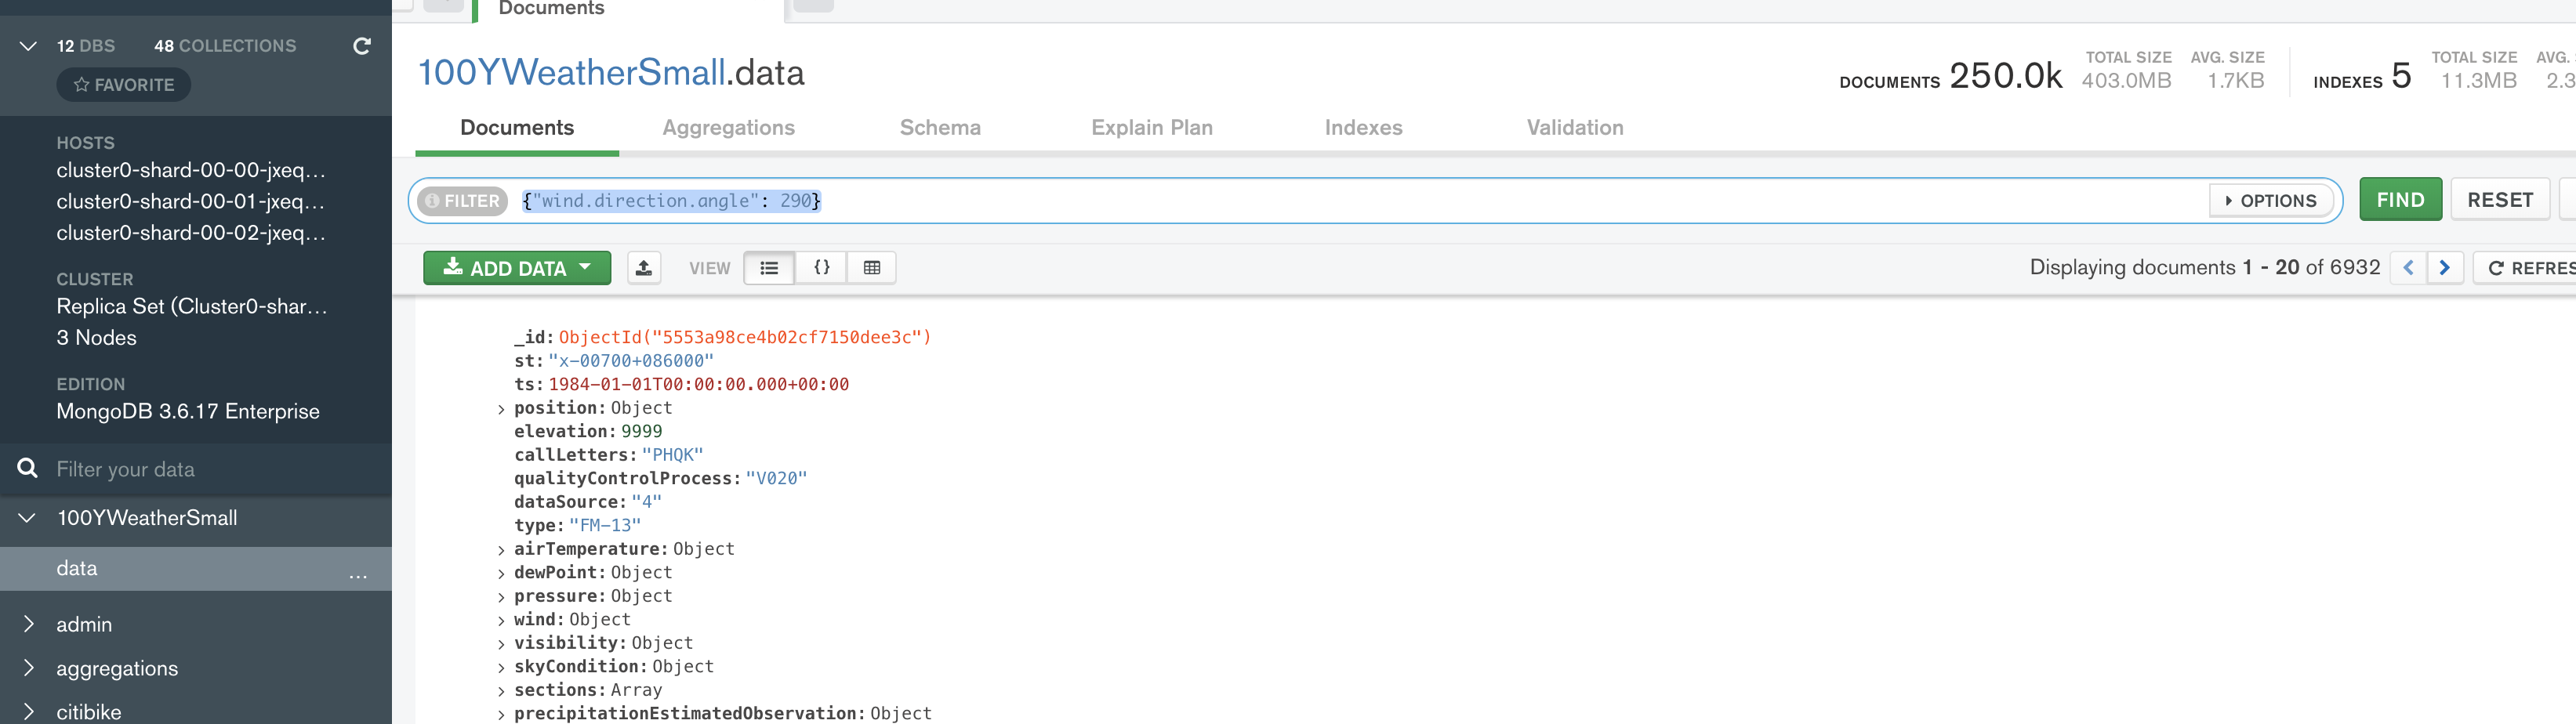 Documents
12 DBS 48 COLLECTIONS
FAVORITE
HOSTS
cluster0-shard-00-00-jxeq...
cluster0-shard-00-01-jxeq...
cluster0-shard-00-02-jxeq...
CLUSTER
Replica Set (Cluster0-shar...
3 Nodes
EDITION
MongoDB 3.6.17 Enterprise
Filter your data
100YWeatherSmall
data ...
admin
aggregations
citibike
100YWeatherSmall.data
DOCUMENTS 250.0k TOTAL SIZE 403.0MB AVG. SIZE 1.7KB INDEXES 5 TOTAL SIZE 11.3MB AVG. 2.3
Documents Aggregations Schema Explain Plan Indexes Validation
FILTER {"wind.direction.angle": 290} OPTIONS FIND RESET
ADD DATA VIEW {} Displaying documents 1 - 20 of 6932 REFRES
_id: ObjectId("5553a98ce4b02cf7150dee3c")
st: "x-00700+086000"
ts: 1984-01-01T00:00:00.000+00:00
position: Object
elevation: 9999
callLetters: "PHQK"
qualityControlProcess: "V020"
dataSource: "4"
type: "FM-13"
airTemperature: Object
dewPoint: Object
pressure: Object
wind: Object
visibility: Object
skyCondition: Object
sections: Array
precipitationEstimatedObservation: Object